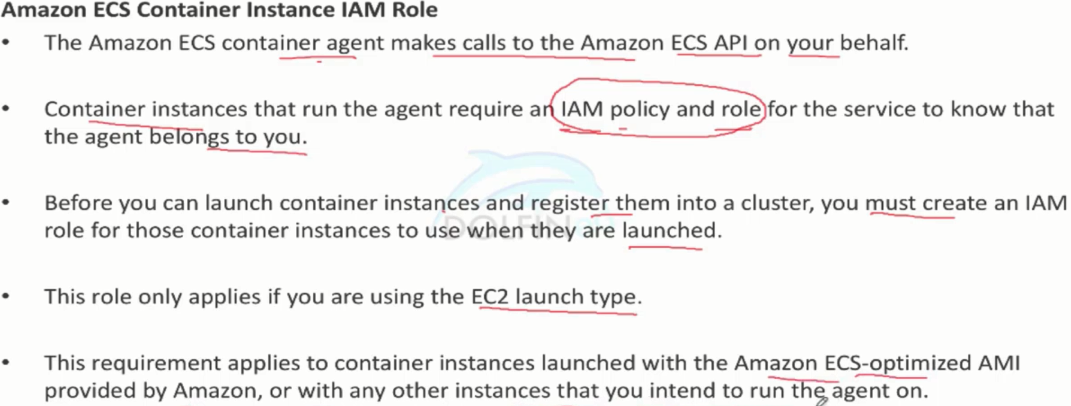 Amazon ECS Container Instance IAM Role
• The Amazon ECS container agent makes calls to the Amazon ECS API on your behalf.
• Container instances that run the agent require an IAM policy and role for the service to know that
the agent belongs to you.
• Before you can launch container instances and register them into a cluster, you must create an IAM
role for those container instances to use when they are launched.
DOLFIN
• This role only applies if you are using the EC2 launch type.
• This requirement applies to container instances launched with the Amazon ECS-optimized AMI
provided by Amazon, or with any other instances that you intend to run the agent on.